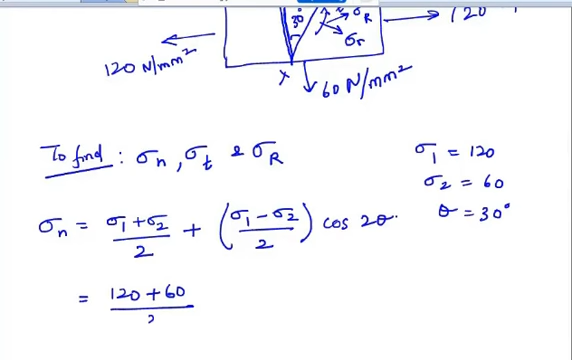 30° σR 120
120 N/mm² σr
X 60 N/mm²
To find : σn , σt & σR
σ1 = 120
σ2 = 60
θ = 30°
σn = (σ1 + σ2)/2 + ((σ1 - σ2)/2) cos 2θ
= (120 + 60)/2